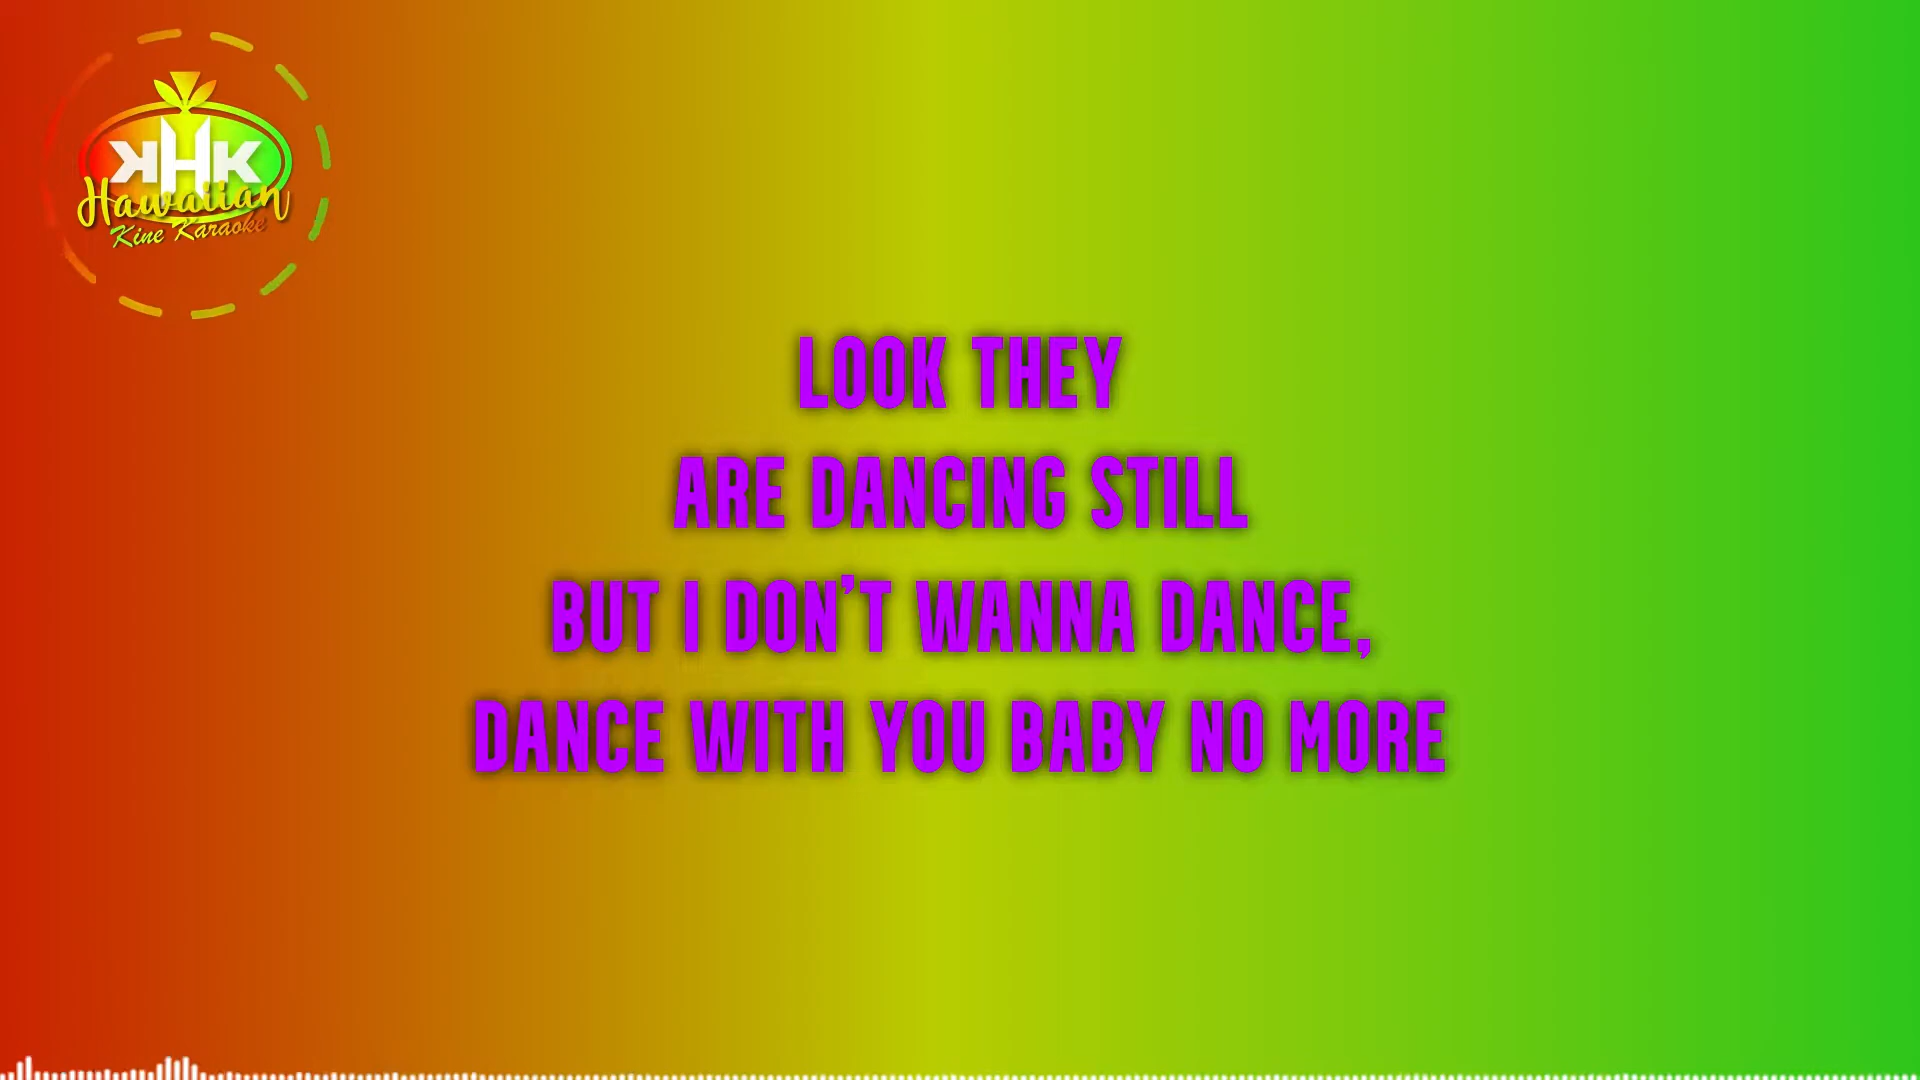 KHK
Hawaiian
Kine Karaoke
LOOK THEY
ARE DANCING STILL
BUT I DON'T WANNA DANCE,
DANCE WITH YOU BABY NO MORE